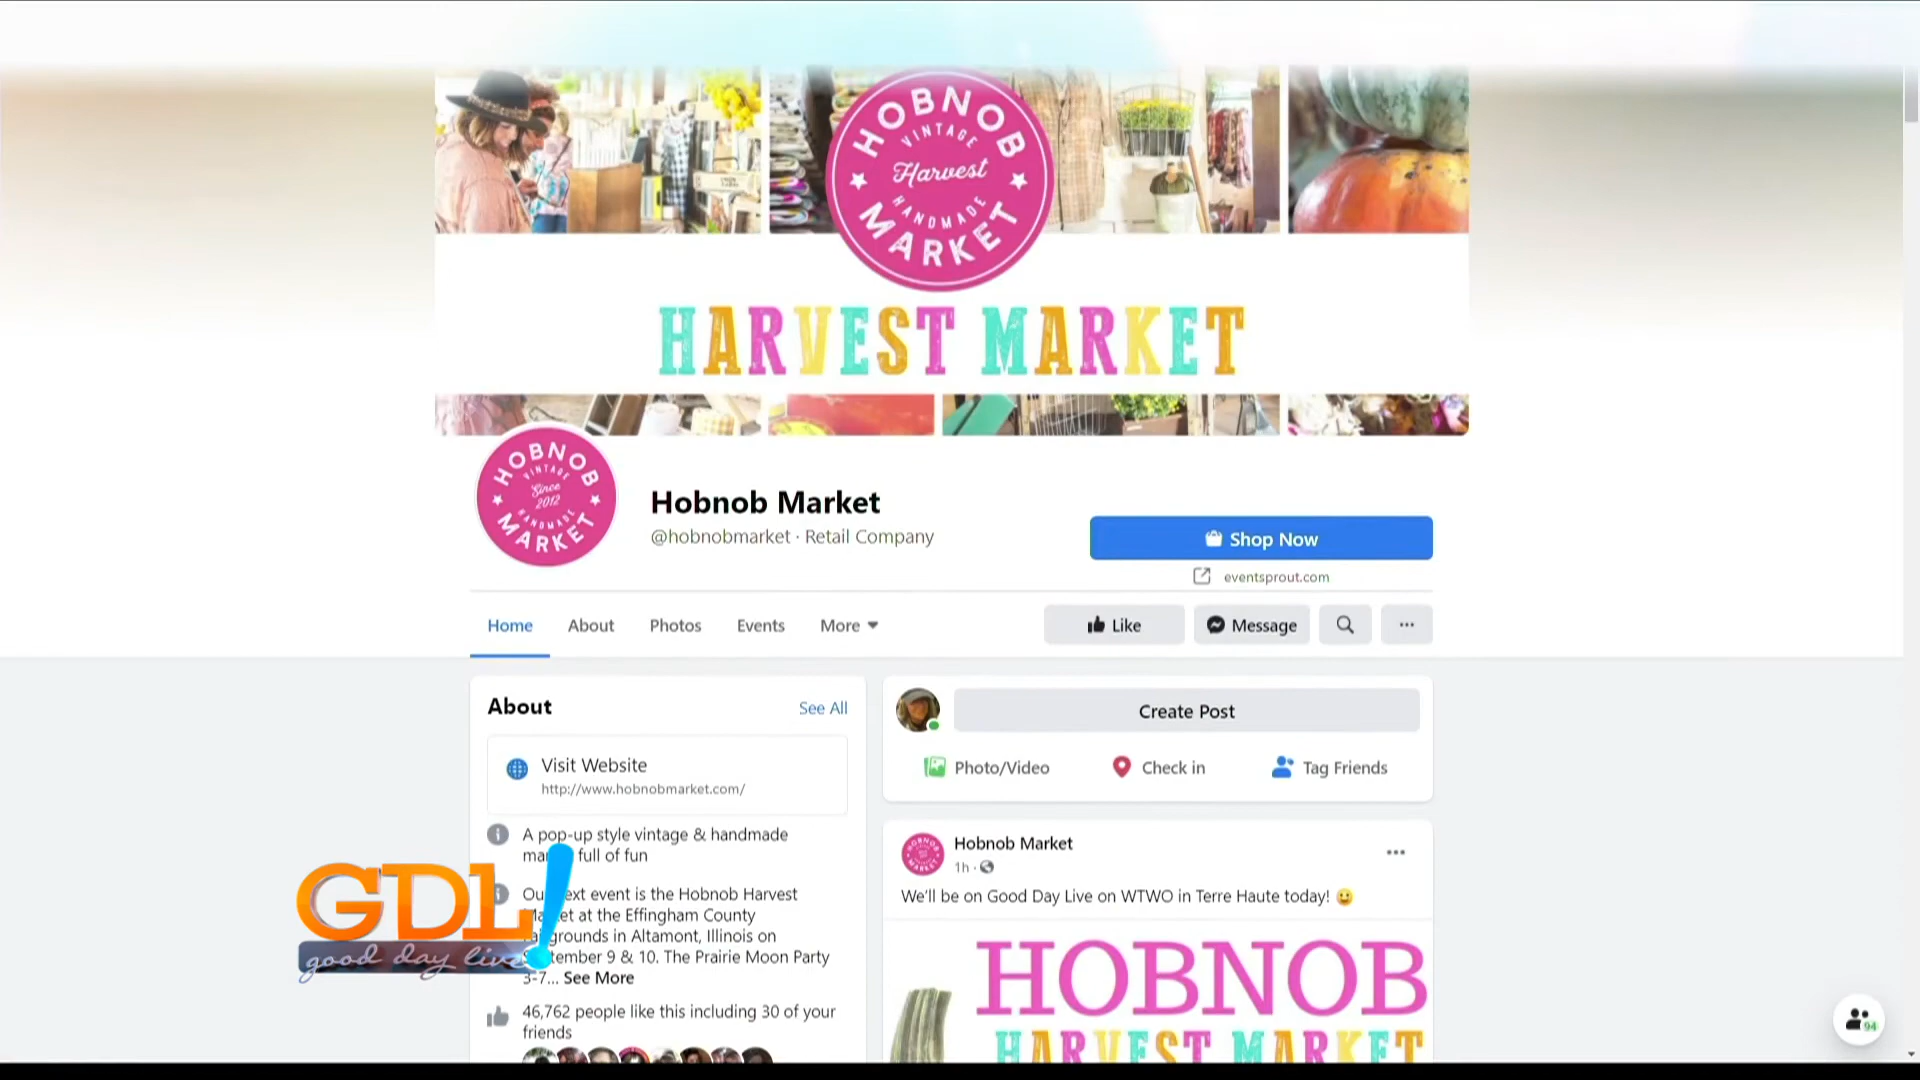 HOBNOB
VINTAGE
Harvest
HANDMADE
MARKET
HARVEST MARKET
HOBNOB
VINTAGE
Since
2012
HANDMADE
MARKET
Hobnob Market
@hobnobmarket · Retail Company
Shop Now
eventsprout.com
Home About Photos Events More
Like Message
About See All
Create Post
Visit Website
http://www.hobnobmarket.com/
Photo/Video Check in Tag Friends
A pop-up style vintage & handmade
full of fun
Hobnob Market
1h ·
We'll be on Good Day Live on WTWO in Terre Haute today!
event is the Hobnob Harvest
at the Effingham County
in Altamont, Illinois on
9 & 10. The Prairie Moon Party
3-7... See More
46,762 people like this including 30 of your
friends
GDL!
good day live
HOBNOB
HARVEST MARKET
94